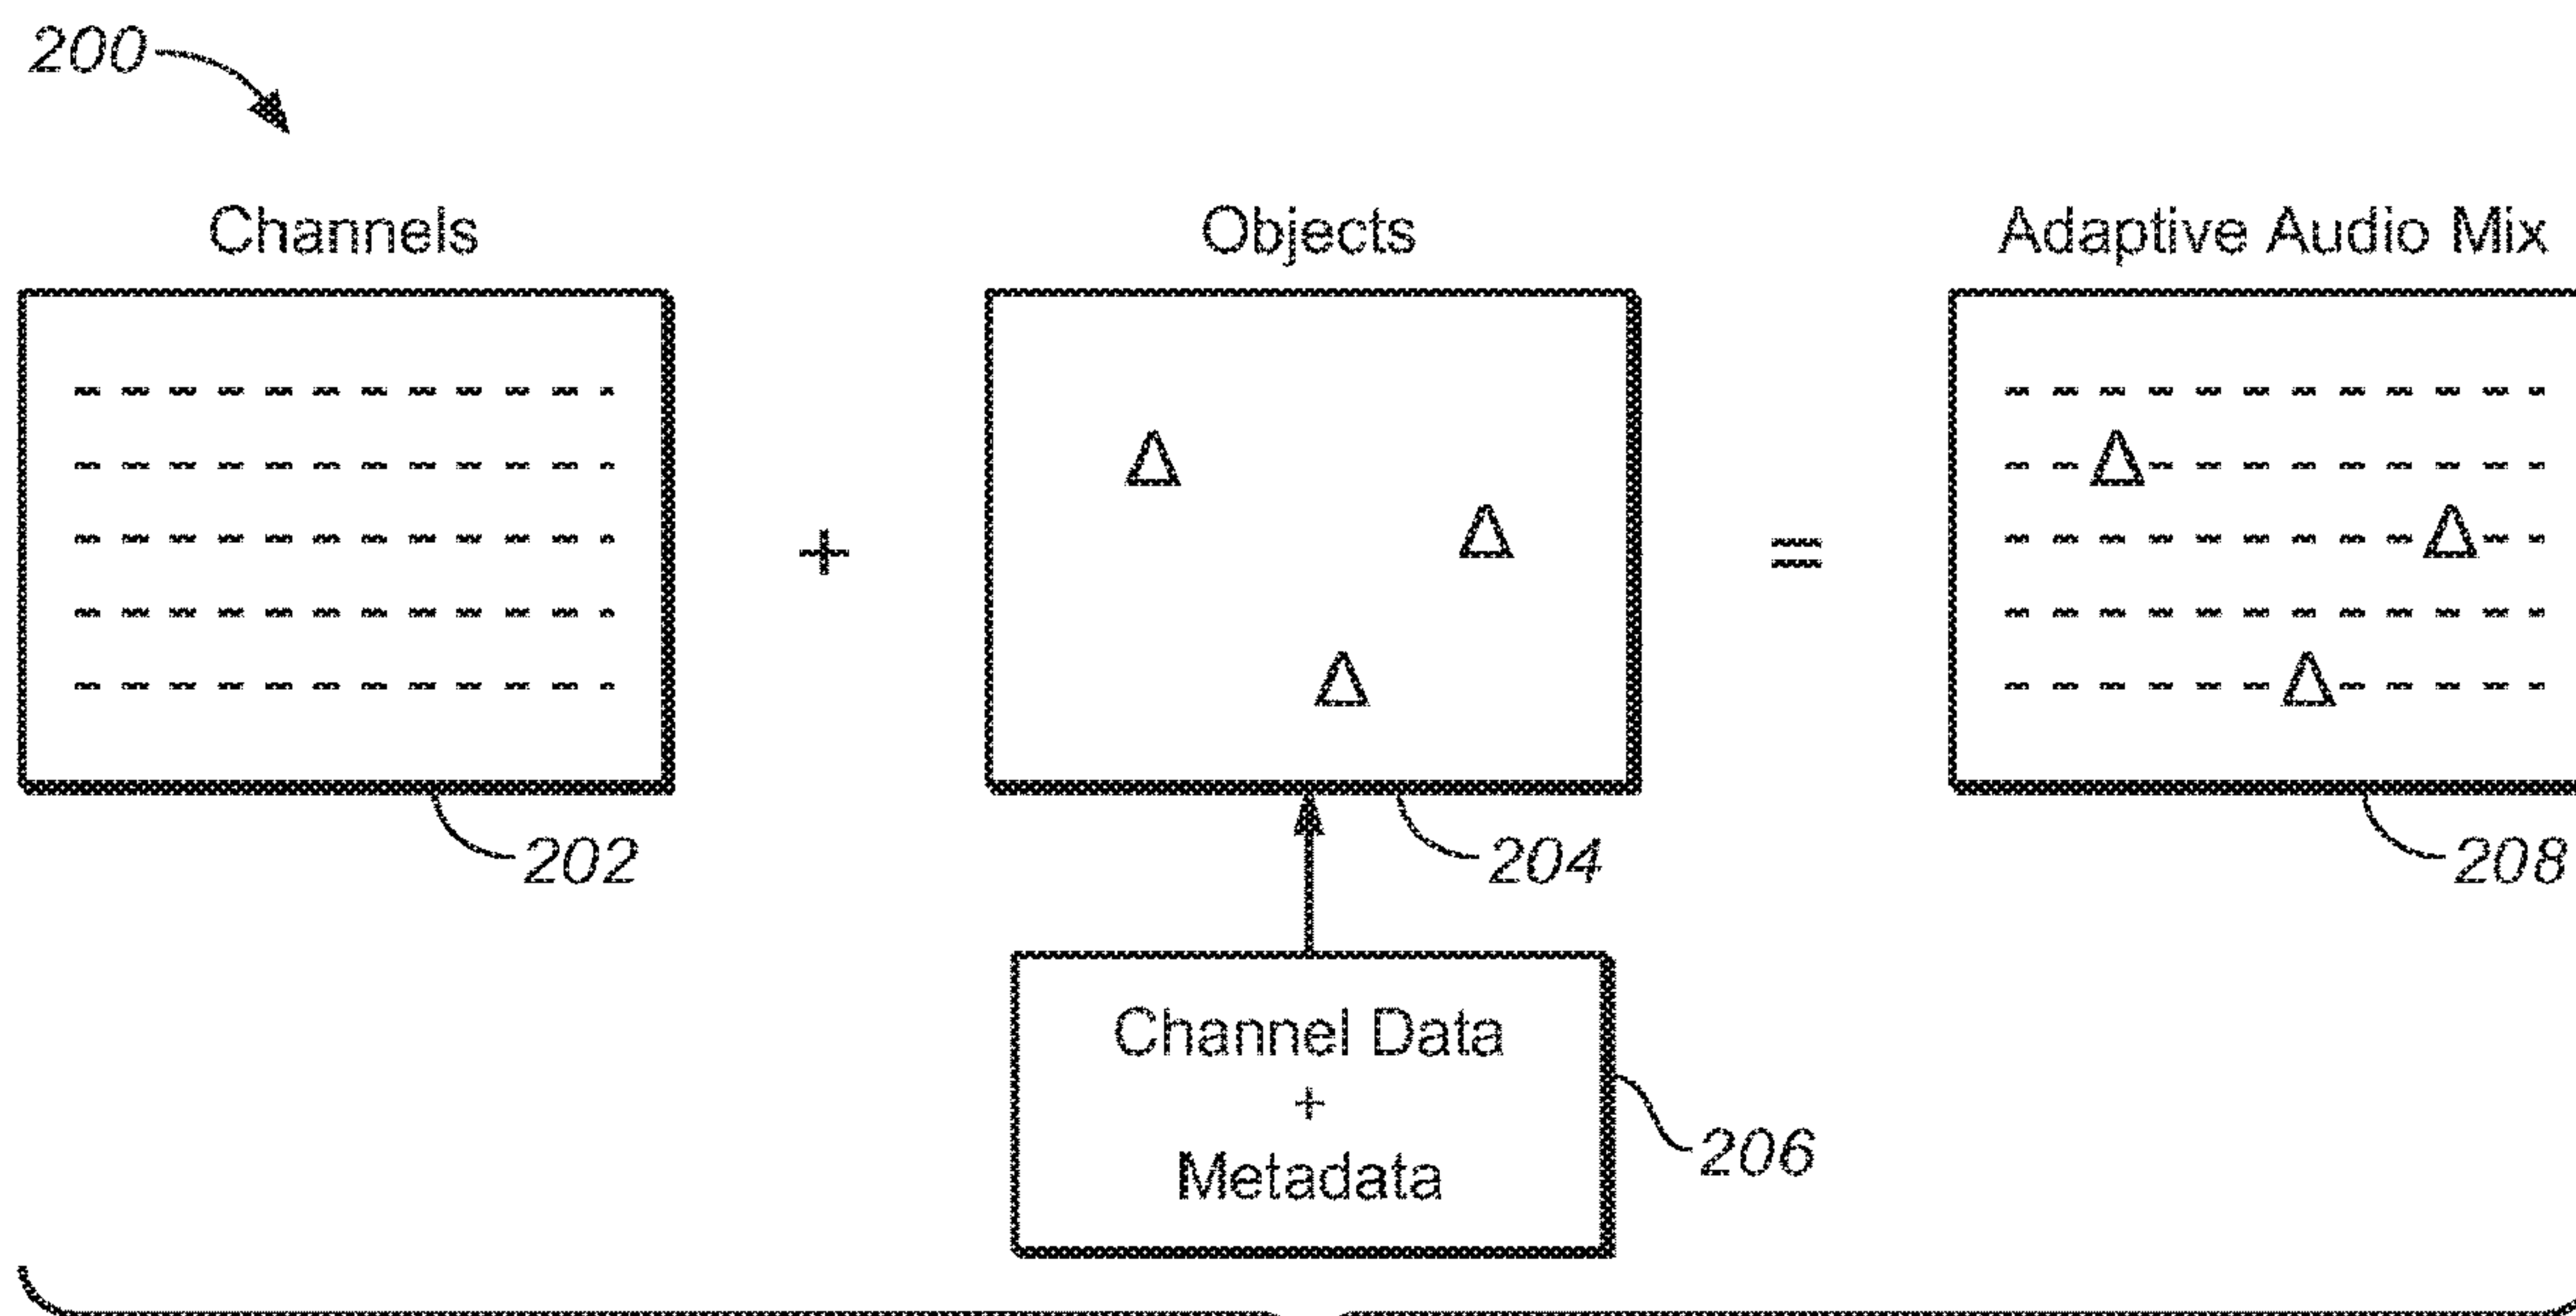 200
Channels
Objects
Adaptive Audio Mix
+
=
202
204
208
Channel Data
+
Metadata
206